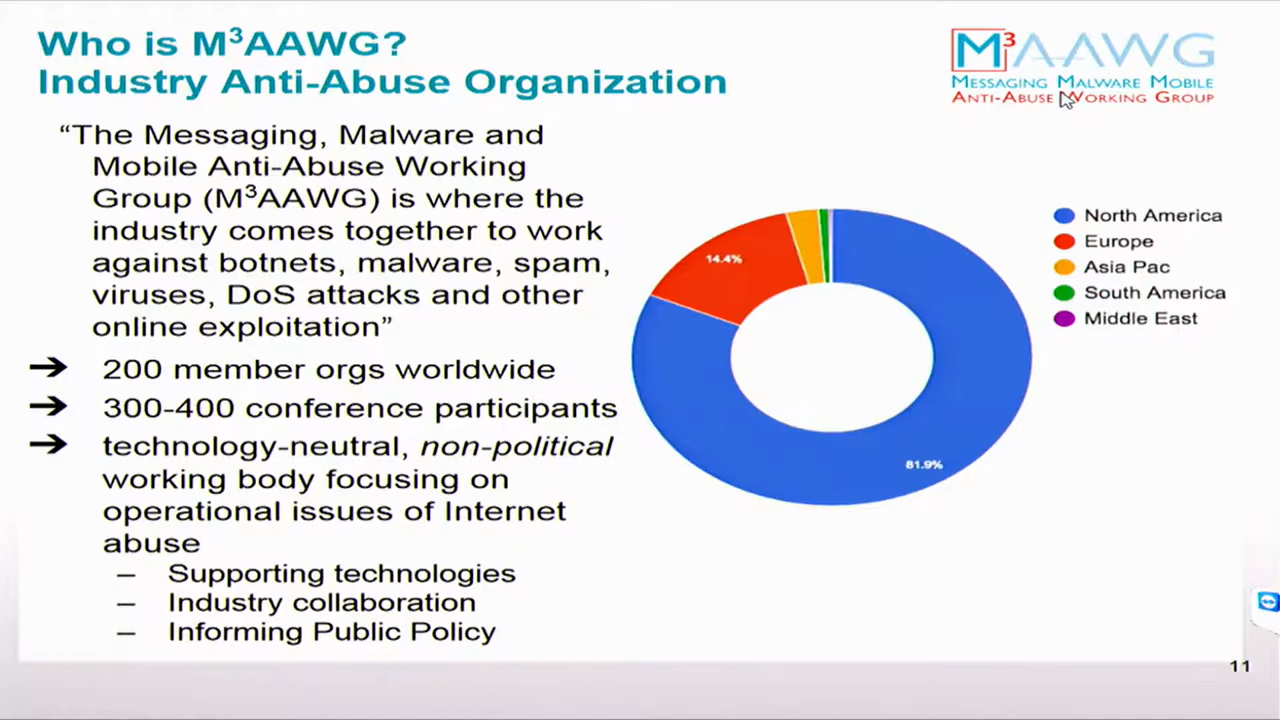 Who is M³AAWG?
Industry Anti-Abuse Organization
M³AAWG
MESSAGING MALWARE MOBILE
ANTI-ABUSE WORKING GROUP
“The Messaging, Malware and
Mobile Anti-Abuse Working
Group (M³AAWG) is where the
industry comes together to work
against botnets, malware, spam,
viruses, DoS attacks and other
online exploitation”
➔ 200 member orgs worldwide
➔ 300-400 conference participants
➔ technology-neutral, non-political
working body focusing on
operational issues of Internet
abuse
– Supporting technologies
– Industry collaboration
– Informing Public Policy
14.4%
81.9%
North America
Europe
Asia Pac
South America
Middle East
11